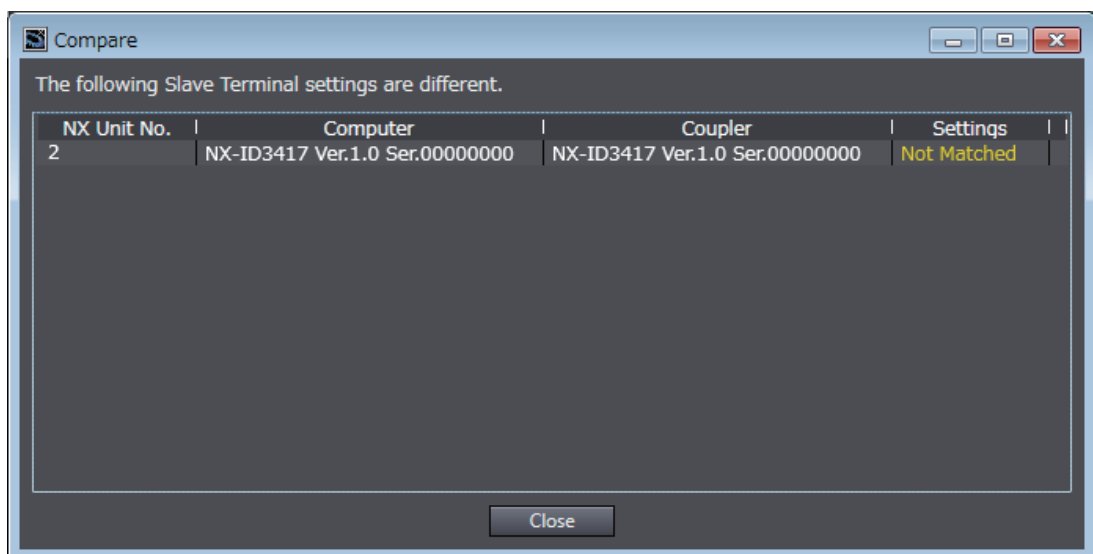 Compare
The following Slave Terminal settings are different.
NX Unit No. Computer Coupler Settings
2 NX-ID3417 Ver.1.0 Ser.00000000 NX-ID3417 Ver.1.0 Ser.00000000 Not Matched
Close